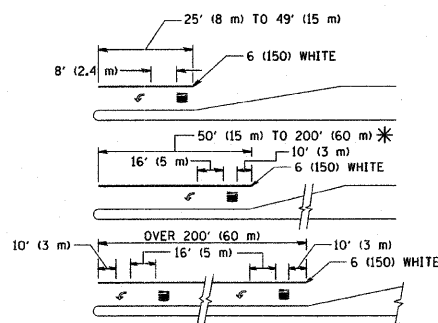 25' (8 m) TO 49' (15 m)
8' (2.4 m)
6 (150) WHITE
50' (15 m) TO 200' (60 m) *
16' (5 m)
10' (3 m)
6 (150) WHITE
OVER 200' (60 m)
10' (3 m)
16' (5 m)
10' (3 m)
6 (150) WHITE